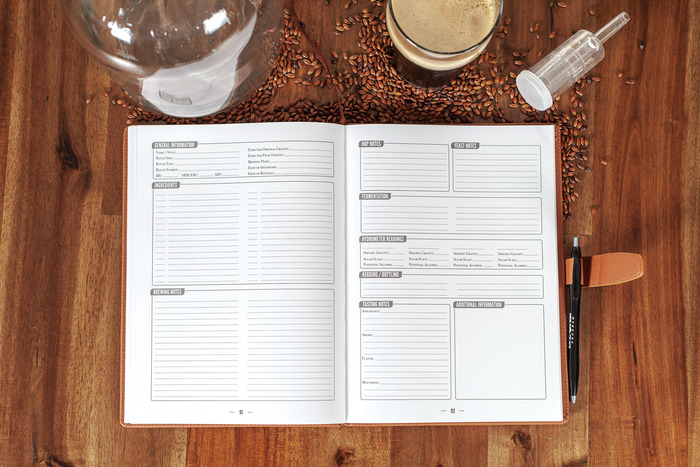 GENERAL INFORMATION
Name / Style:
Batch Size:
Batch Type:
Batch Number:
IBU: SRM/EBC: ABV:
Expected Original Gravity:
Expected Final Gravity:
Brewing Date:
Date of Secondary:
Date of Bottling:
INGREDIENTS
BREWING NOTES
91
HOP NOTES
YEAST NOTES
FERMENTATION
HYDROMETER READINGS
Specific Gravity: Specific Gravity: Specific Gravity: Specific Gravity:
Sugar Scale: Sugar Scale: Sugar Scale: Sugar Scale:
Potential Alcohol: Potential Alcohol: Potential Alcohol: Potential Alcohol:
KEGGING / BOTTLING
TASTING NOTES
Appearance:
Aroma:
Flavor:
Mouthfeel:
ADDITIONAL INFORMATION
92